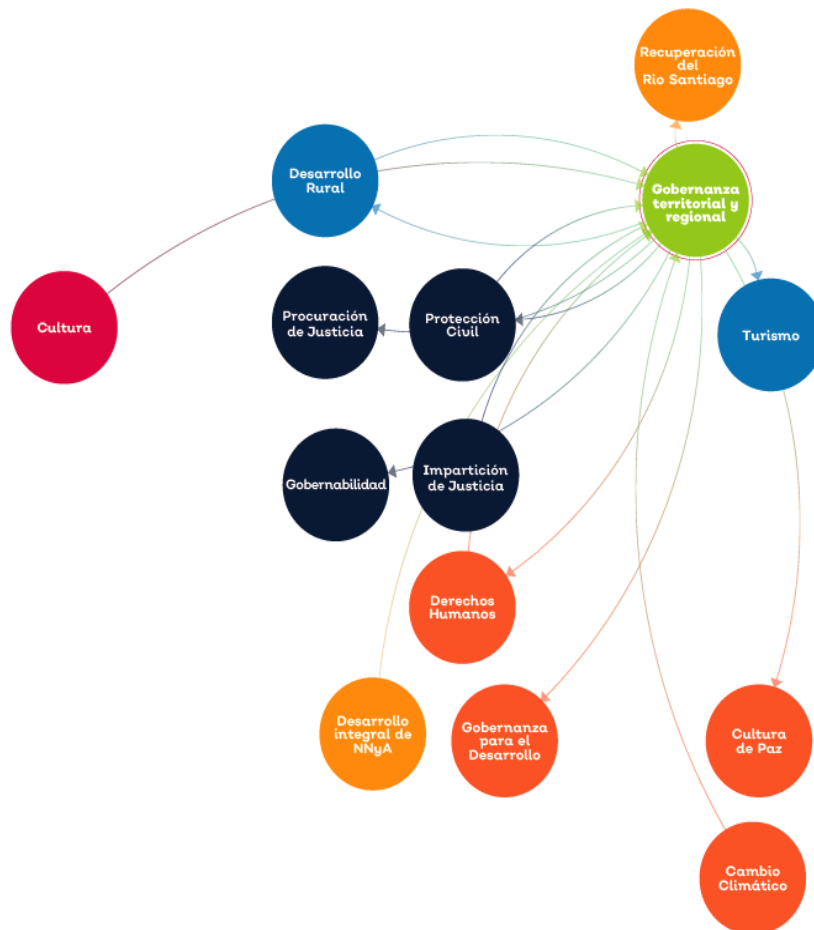 Recuperación
del
Rio Santiago
Desarrollo
Rural
Gobernanza
territorial y
regional
Cultura
Procuración
de Justicia
Protección
Civil
Turismo
Gobernabilidad
Impartición
de Justicia
Derechos
Humanos
Desarrollo
integral de
NNyA
Gobernanza
para el
Desarrollo
Cultura
de Paz
Cambio
Climático